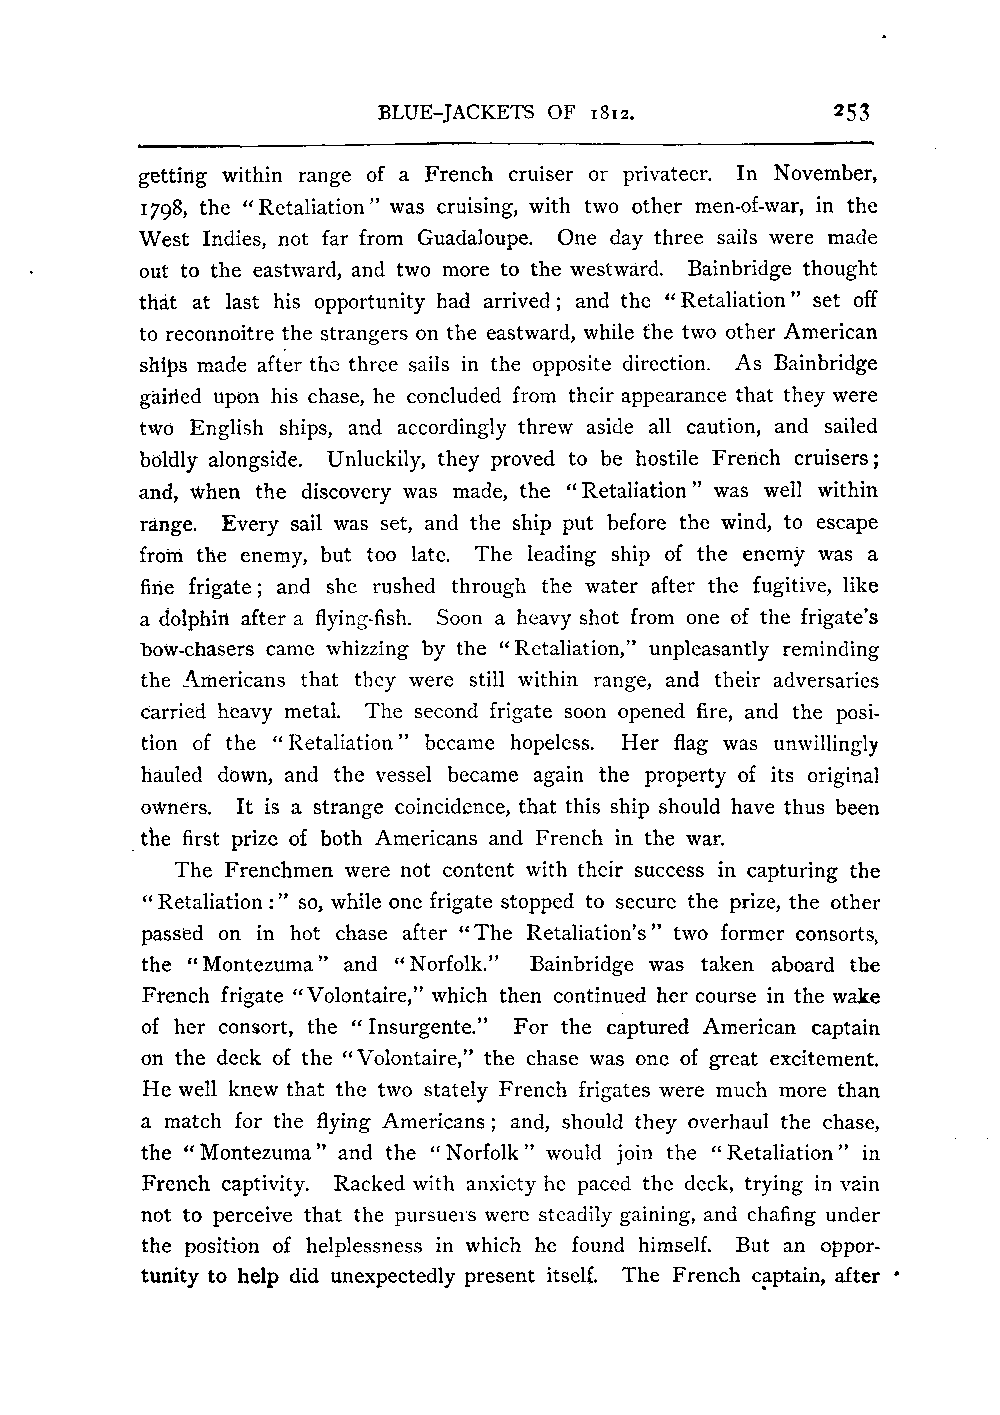 BLUE-JACKETS OF 1812. 253
getting within range of a French cruiser or privateer. In November,
1798, the "Retaliation" was cruising, with two other men-of-war, in the
West Indies, not far from Guadaloupe. One day three sails were made
out to the eastward, and two more to the westward. Bainbridge thought
that at last his opportunity had arrived; and the "Retaliation" set off
to reconnoitre the strangers on the eastward, while the two other American
ships made after the three sails in the opposite direction. As Bainbridge
gained upon his chase, he concluded from their appearance that they were
two English ships, and accordingly threw aside all caution, and sailed
boldly alongside. Unluckily, they proved to be hostile French cruisers;
and, when the discovery was made, the "Retaliation" was well within
range. Every sail was set, and the ship put before the wind, to escape
from the enemy, but too late. The leading ship of the enemy was a
fine frigate; and she rushed through the water after the fugitive, like
a dolphin after a flying-fish. Soon a heavy shot from one of the frigate's
bow-chasers came whizzing by the "Retaliation," unpleasantly reminding
the Americans that they were still within range, and their adversaries
carried heavy metal. The second frigate soon opened fire, and the posi-
tion of the "Retaliation" became hopeless. Her flag was unwillingly
hauled down, and the vessel became again the property of its original
owners. It is a strange coincidence, that this ship should have thus been
the first prize of both Americans and French in the war.
The Frenchmen were not content with their success in capturing the
"Retaliation:" so, while one frigate stopped to secure the prize, the other
passed on in hot chase after "The Retaliation's" two former consorts,
the "Montezuma" and "Norfolk." Bainbridge was taken aboard the
French frigate "Volontaire," which then continued her course in the wake
of her consort, the "Insurgente." For the captured American captain
on the deck of the "Volontaire," the chase was one of great excitement.
He well knew that the two stately French frigates were much more than
a match for the flying Americans; and, should they overhaul the chase,
the "Montezuma" and the "Norfolk" would join the "Retaliation" in
French captivity. Racked with anxiety he paced the deck, trying in vain
not to perceive that the pursuers were steadily gaining, and chafing under
the position of helplessness in which he found himself. But an oppor-
tunity to help did unexpectedly present itself. The French captain, after